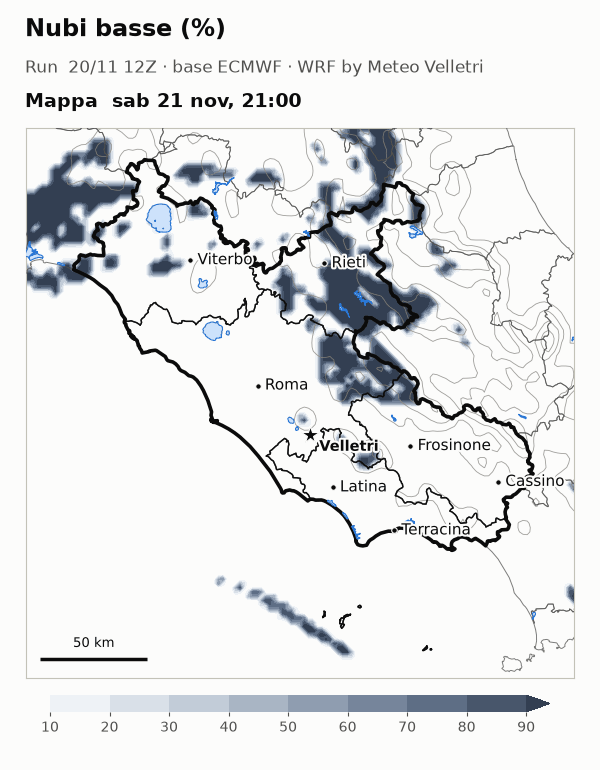 Nubi basse (%)
Run 20/11 12Z · base ECMWF · WRF by Meteo Velletri
Mappa sab 21 nov, 21:00
Viterbo
Rieti
Roma
Velletri
Frosinone
Latina
Cassino
Terracina
50 km
10 20 30 40 50 60 70 80 90